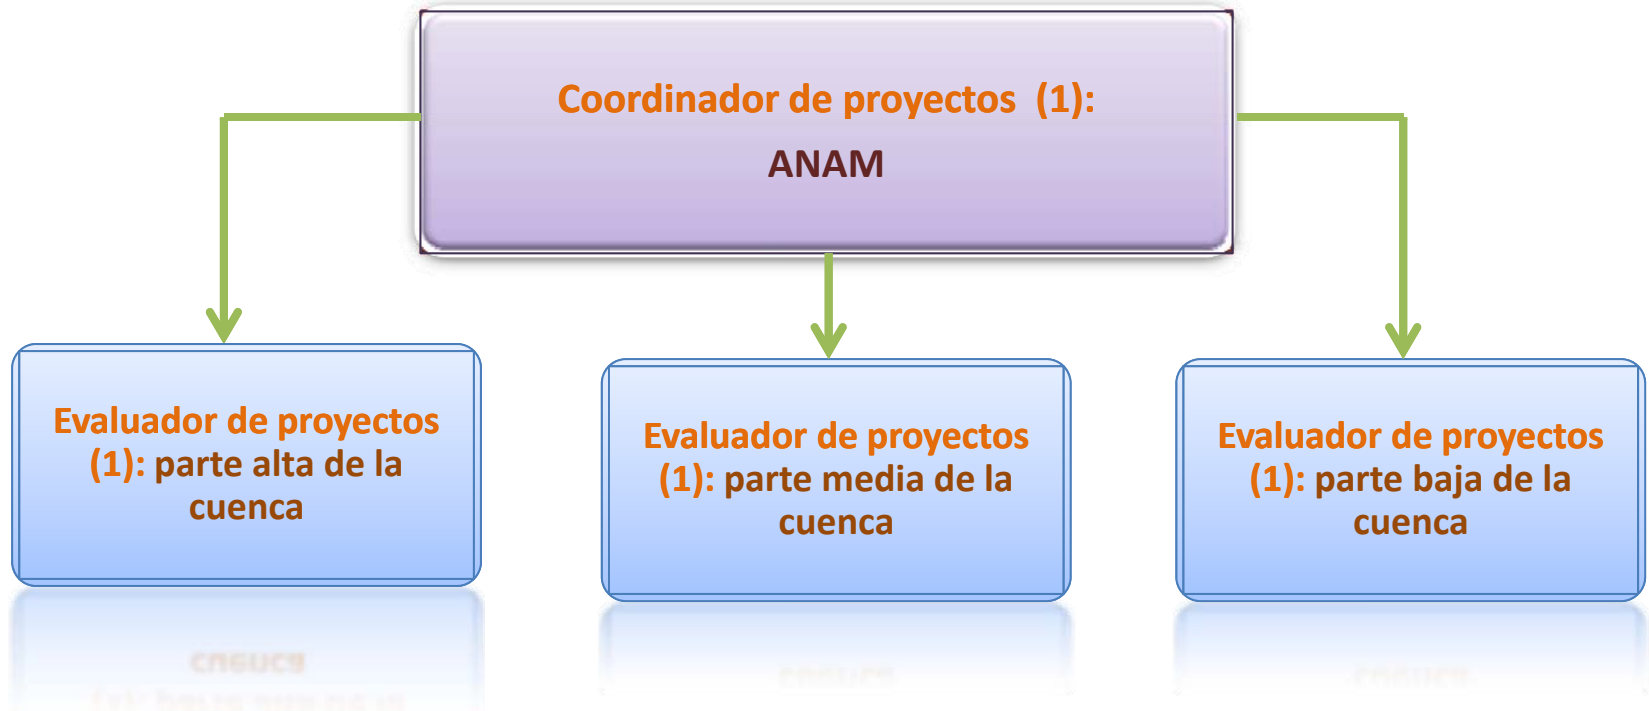 Coordinador de proyectos (1):
ANAM
Evaluador de proyectos
(1): parte alta de la
cuenca
Evaluador de proyectos
(1): parte media de la
cuenca
Evaluador de proyectos
(1): parte baja de la
cuenca